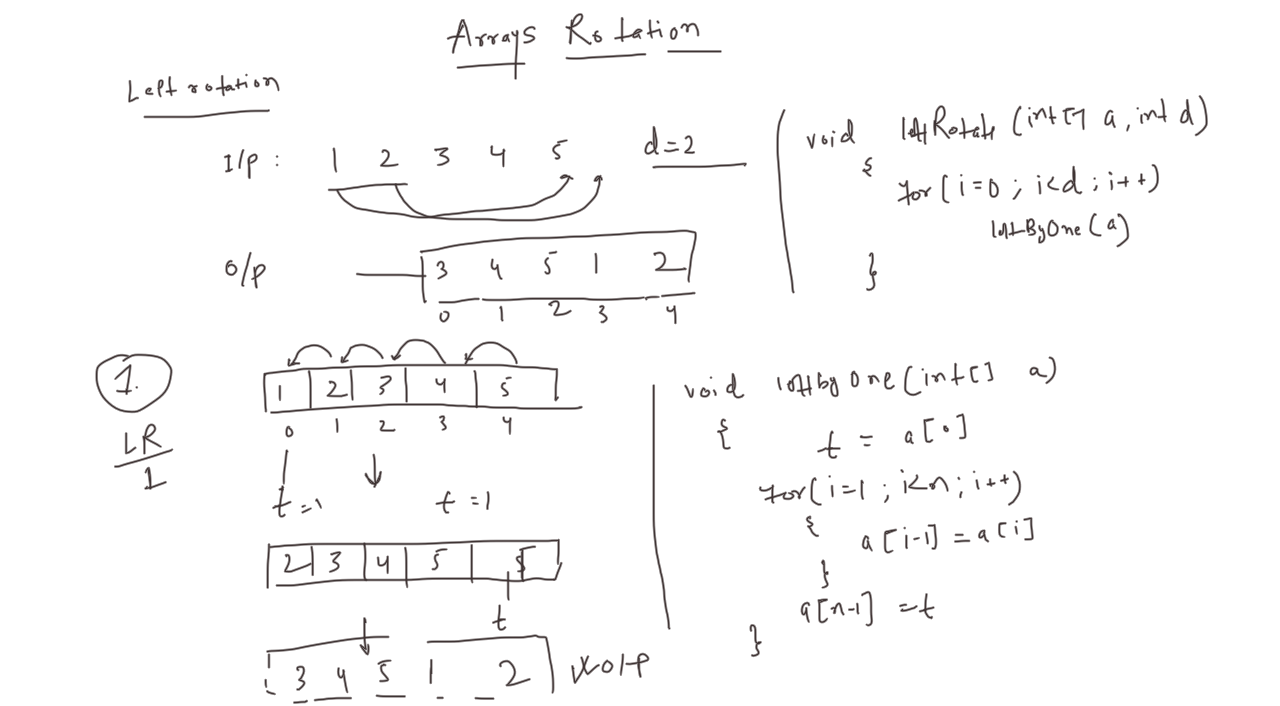 Arrays Rotation
Left rotation
I/p : 1 2 3 4 5 d=2
O/p 3 4 5 1 2
0 1 2 3 4
void leftRotate (int[] a, int d)
{
for (i=0 ; i<d ; i++)
leftByOne (a)
}
1.
LR/1
1 2 3 4 5
0 1 2 3 4
t=1 t=1
2 3 4 5
t
3 4 5 1 2 o/p
void leftby One (int[] a)
{ t = a[0]
for (i=1 ; i<n ; i++)
{ a[i-1] = a[i]
}
a[n-1] = t
}